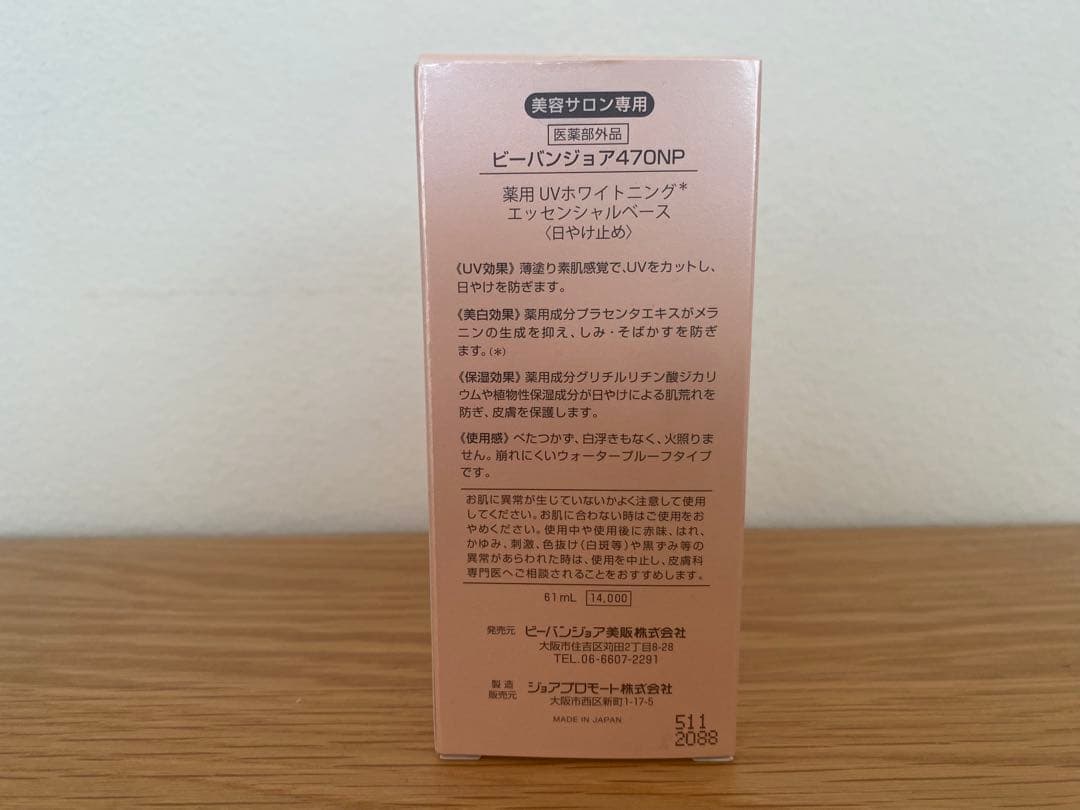 美容サロン専用
医薬部外品
ビーバンジョア470NP
薬用 UVホワイトニング*
エッセンシャルベース
〈日やけ止め〉
《UV効果》薄塗り素肌感覚で、UVをカットし、
日やけを防ぎます。
《美白効果》薬用成分プラセンタエキスがメラ
ニンの生成を抑え、しみ・そばかすを防ぎ
ます。(*)
《保湿効果》薬用成分グリチルリチン酸ジカリ
ウムや植物性保湿成分が日やけによる肌荒れを
防ぎ、皮膚を保護します。
《使用感》べたつかず、白浮きもなく、火照りま
せん。崩れにくいウォータープルーフタイプ
です。
お肌に異常が生じていないかよく注意して使用
してください。お肌に合わない時はご使用をお
やめください。使用中や使用後に赤味、はれ、
かゆみ、刺激、色抜け(白斑等)や黒ずみ等の
異常があらわれた時は、使用を中止し、皮膚科
専門医へご相談されることをおすすめします。
61mL 14,000
発売元 ビーバンジョア美販株式会社
大阪市住吉区苅田2丁目8-28
TEL.06-6607-2291
製造販売元 ジョアプロモート株式会社
大阪市西区新町1-17-5
MADE IN JAPAN
511
2088